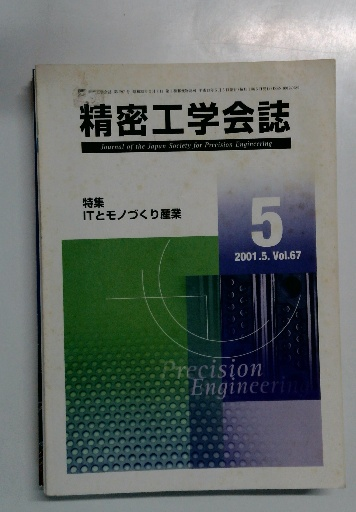 精密工学会誌
Journal of the Japan Society for Precision Engineering
特集
ITとモノづくり産業
5
2001.5. Vol.67
Precision
Engineerin